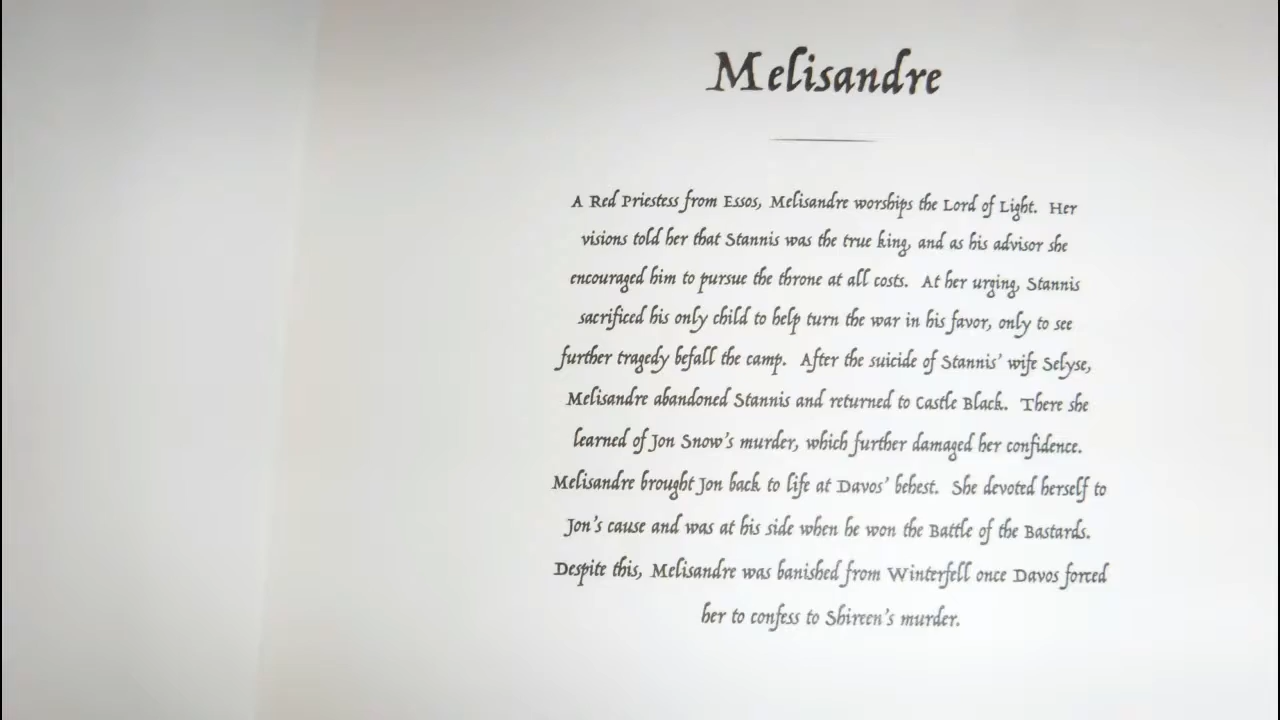 Melisandre
A Red Priestess from Essos, Melisandre worships the Lord of Light. Her
visions told her that Stannis was the true king, and as his advisor she
encouraged him to pursue the throne at all costs. At her urging, Stannis
sacrificed his only child to help turn the war in his favor, only to see
further tragedy befall the camp. After the suicide of Stannis' wife Selyse,
Melisandre abandoned Stannis and returned to Castle Black. There she
learned of Jon Snow's murder, which further damaged her confidence.
Melisandre brought Jon back to life at Davos' behest. She devoted herself to
Jon's cause and was at his side when he won the Battle of the Bastards.
Despite this, Melisandre was banished from Winterfell once Davos forced
her to confess to Shireen's murder.